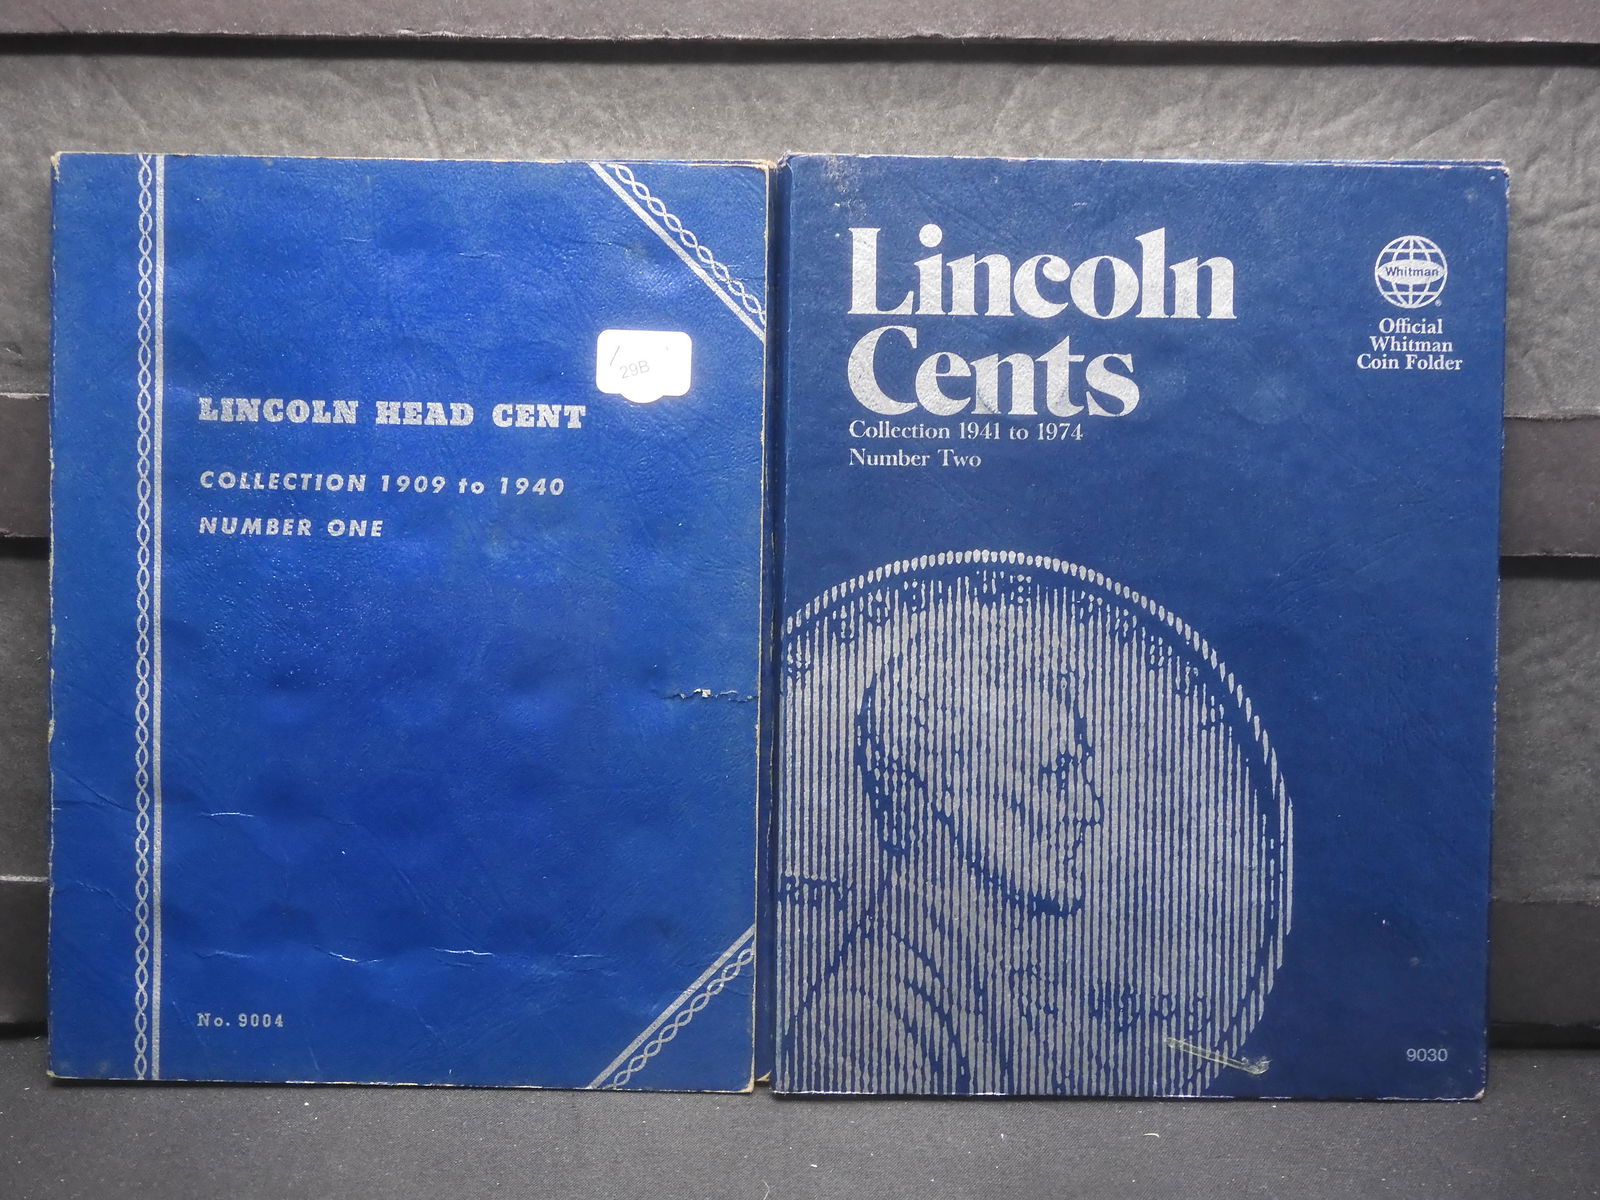 LINCOLN HEAD CENT
COLLECTION 1909 to 1940
NUMBER ONE
No. 9004
29B
Lincoln
Cents
Collection 1941 to 1974
Number Two
Whitman
Official
Whitman
Coin Folder
9030